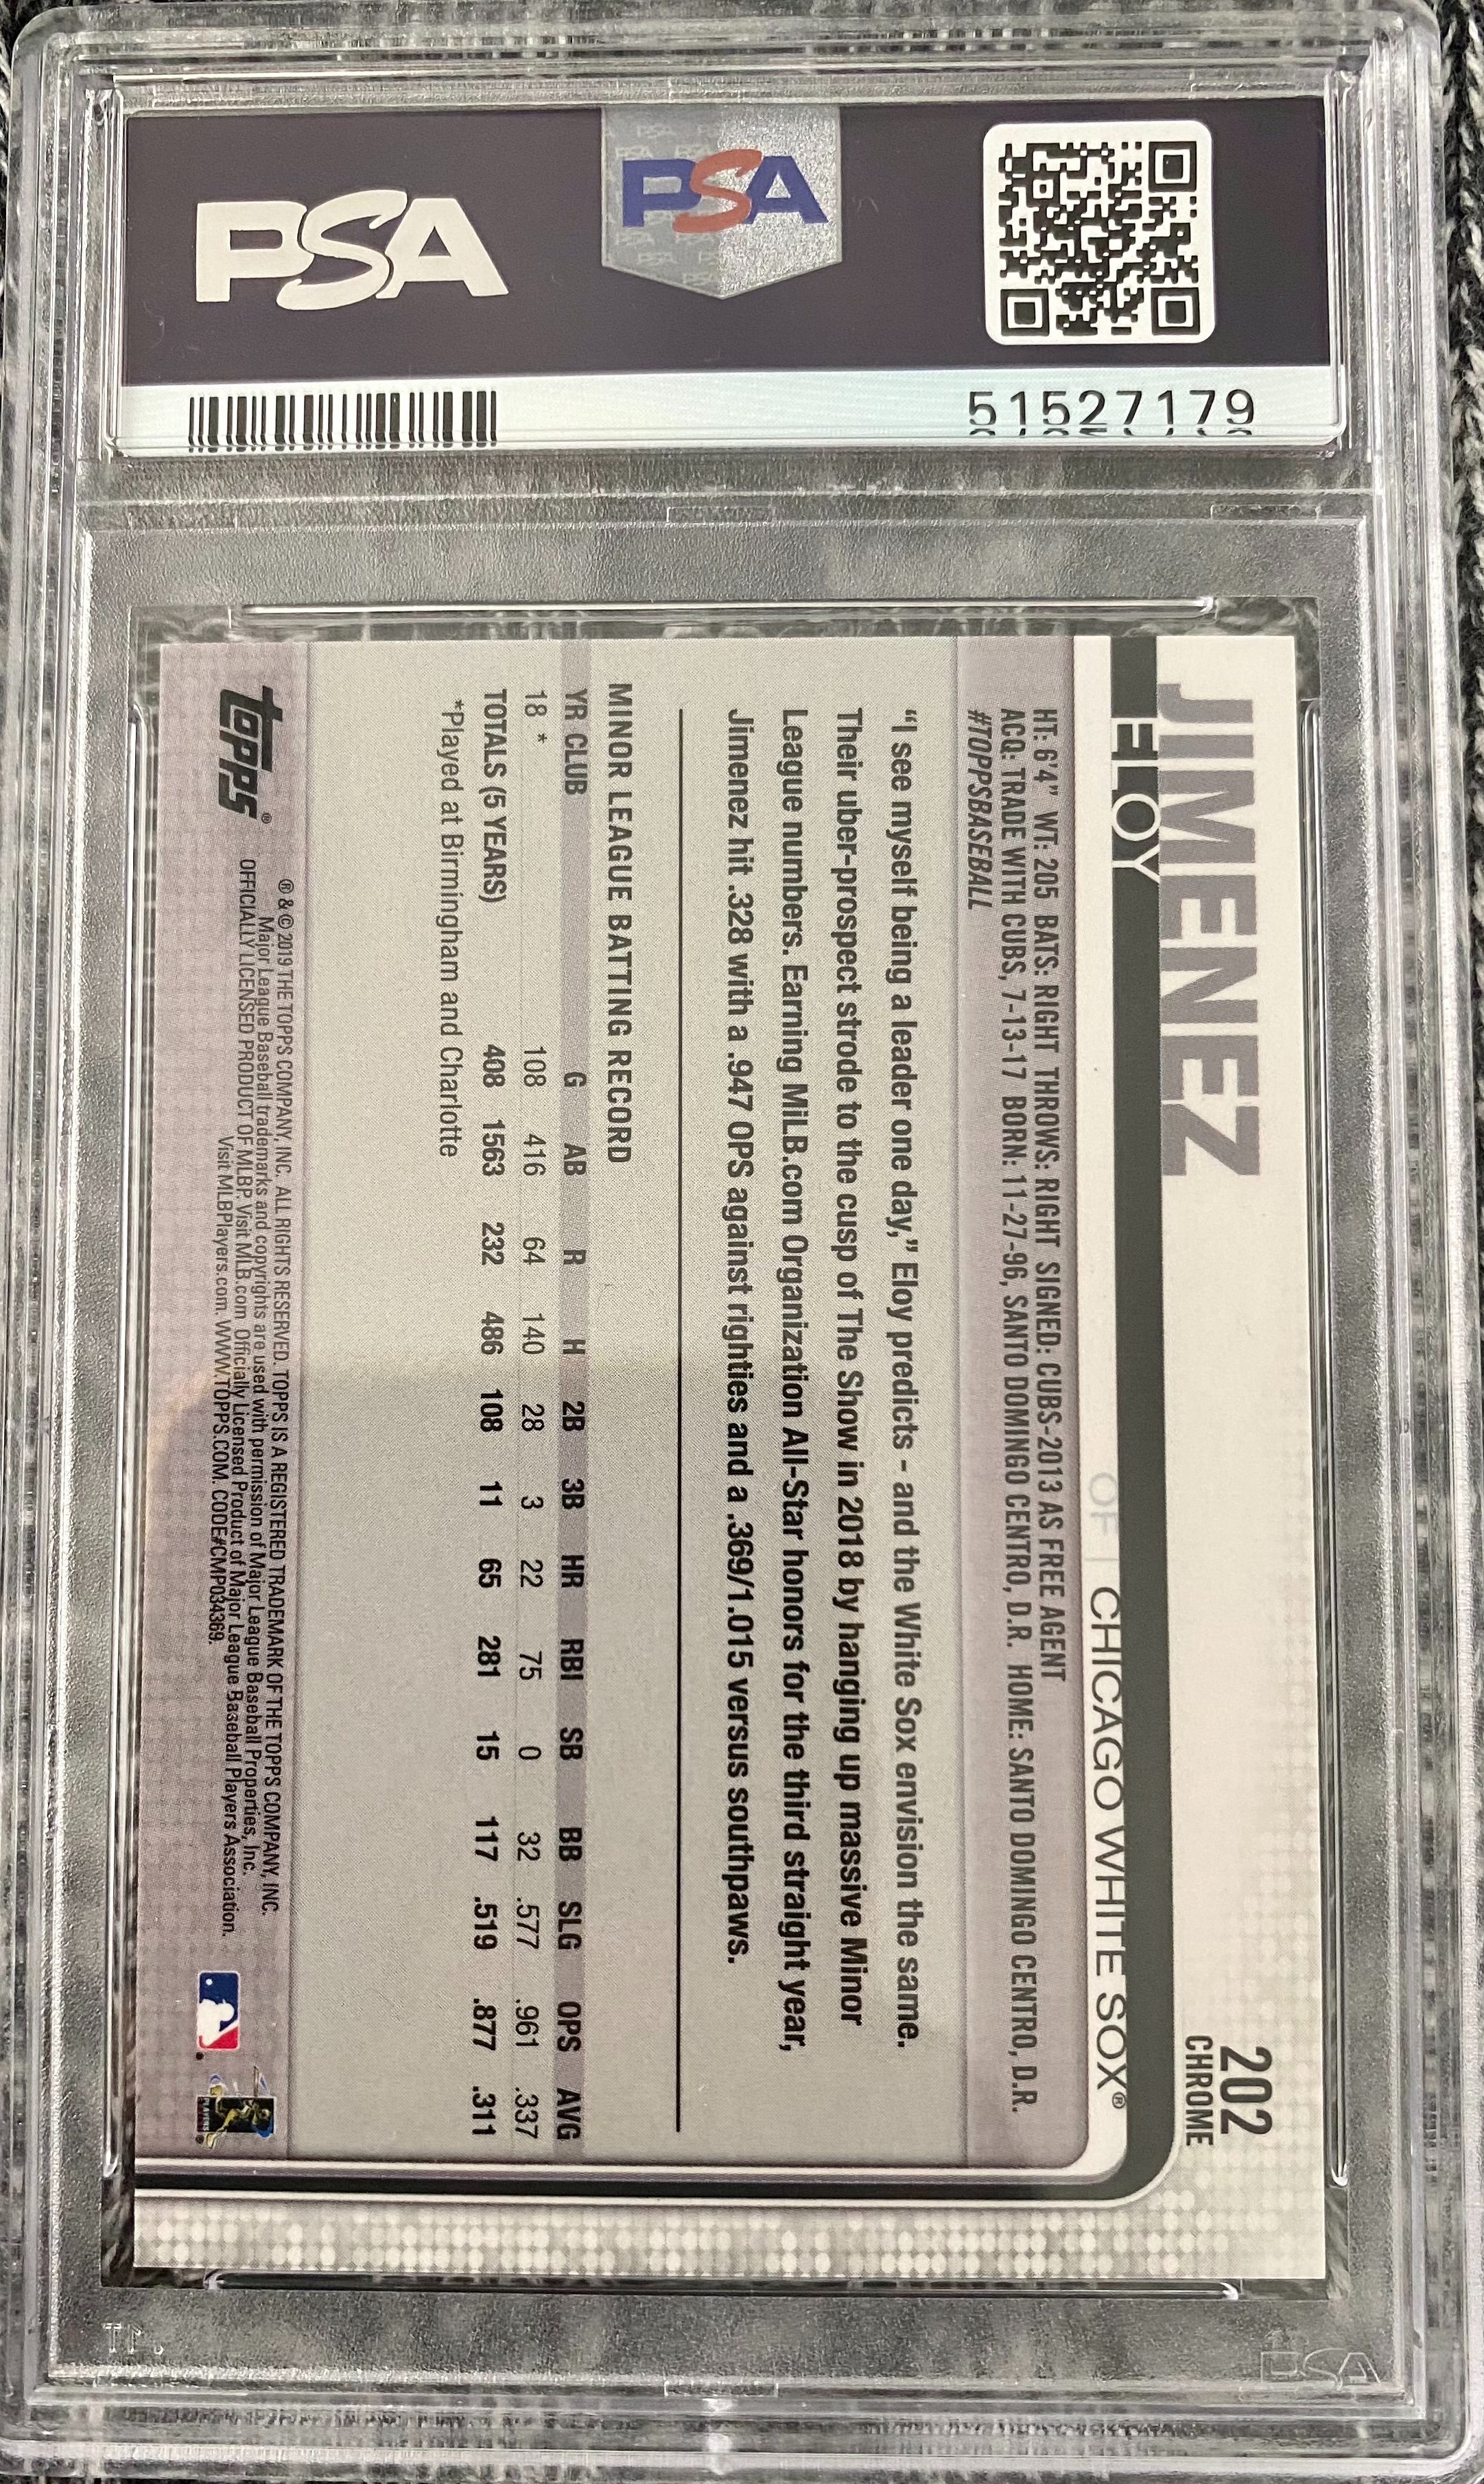 PSA
PSA
51527179
JIMENEZ
202
CHROME
ELOY
OF | CHICAGO WHITE SOX®
HT: 6'4" WT: 205 BATS: RIGHT THROWS: RIGHT SIGNED: CUBS-2013 AS FREE AGENT
ACQ: TRADE WITH CUBS, 7-13-17 BORN: 11-27-96, SANTO DOMINGO CENTRO, D.R. HOME: SANTO DOMINGO CENTRO, D.R.
#TOPPSBASEBALL
“I see myself being a leader one day,” Eloy predicts - and the White Sox envision the same.
Their uber-prospect strode to the cusp of The Show in 2018 by hanging up massive Minor
League numbers. Earning MiLB.com Organization All-Star honors for the third straight year,
Jimenez hit .328 with a .947 OPS against righties and a .369/1.015 versus southpaws.
MINOR LEAGUE BATTING RECORD
YR CLUB G AB R H 2B 3B HR RBI SB BB SLG OPS AVG
18 * 108 416 64 140 28 3 22 75 0 32 .577 .961 .337
TOTALS (5 YEARS) 408 1563 232 486 108 11 65 281 15 117 .519 .877 .311
*Played at Birmingham and Charlotte
topps®
® & © 2019 THE TOPPS COMPANY, INC. ALL RIGHTS RESERVED. TOPPS IS A REGISTERED TRADEMARK OF THE TOPPS COMPANY, INC.
Major League Baseball trademarks and copyrights are used with permission of Major League Baseball Properties, Inc.
OFFICIALLY LICENSED PRODUCT OF MLBP. Visit MLB.com Officially Licensed Product of Major League Baseball Players Association.
Visit MLBPlayers.com. WWW.TOPPS.COM. CODE#CMP034369.
PLAYERS
PSA